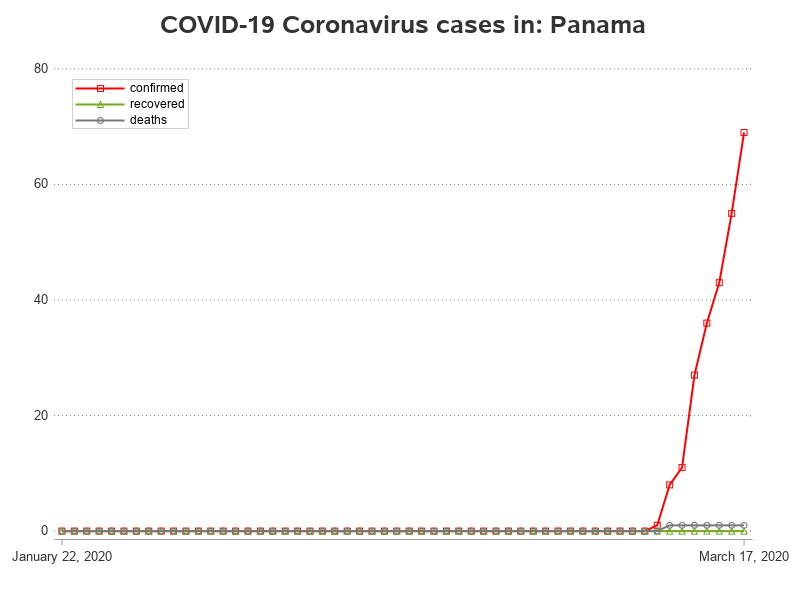 COVID-19 Coronavirus cases in: Panama
80
confirmed
recovered
deaths
60
40
20
0
January 22, 2020
March 17, 2020